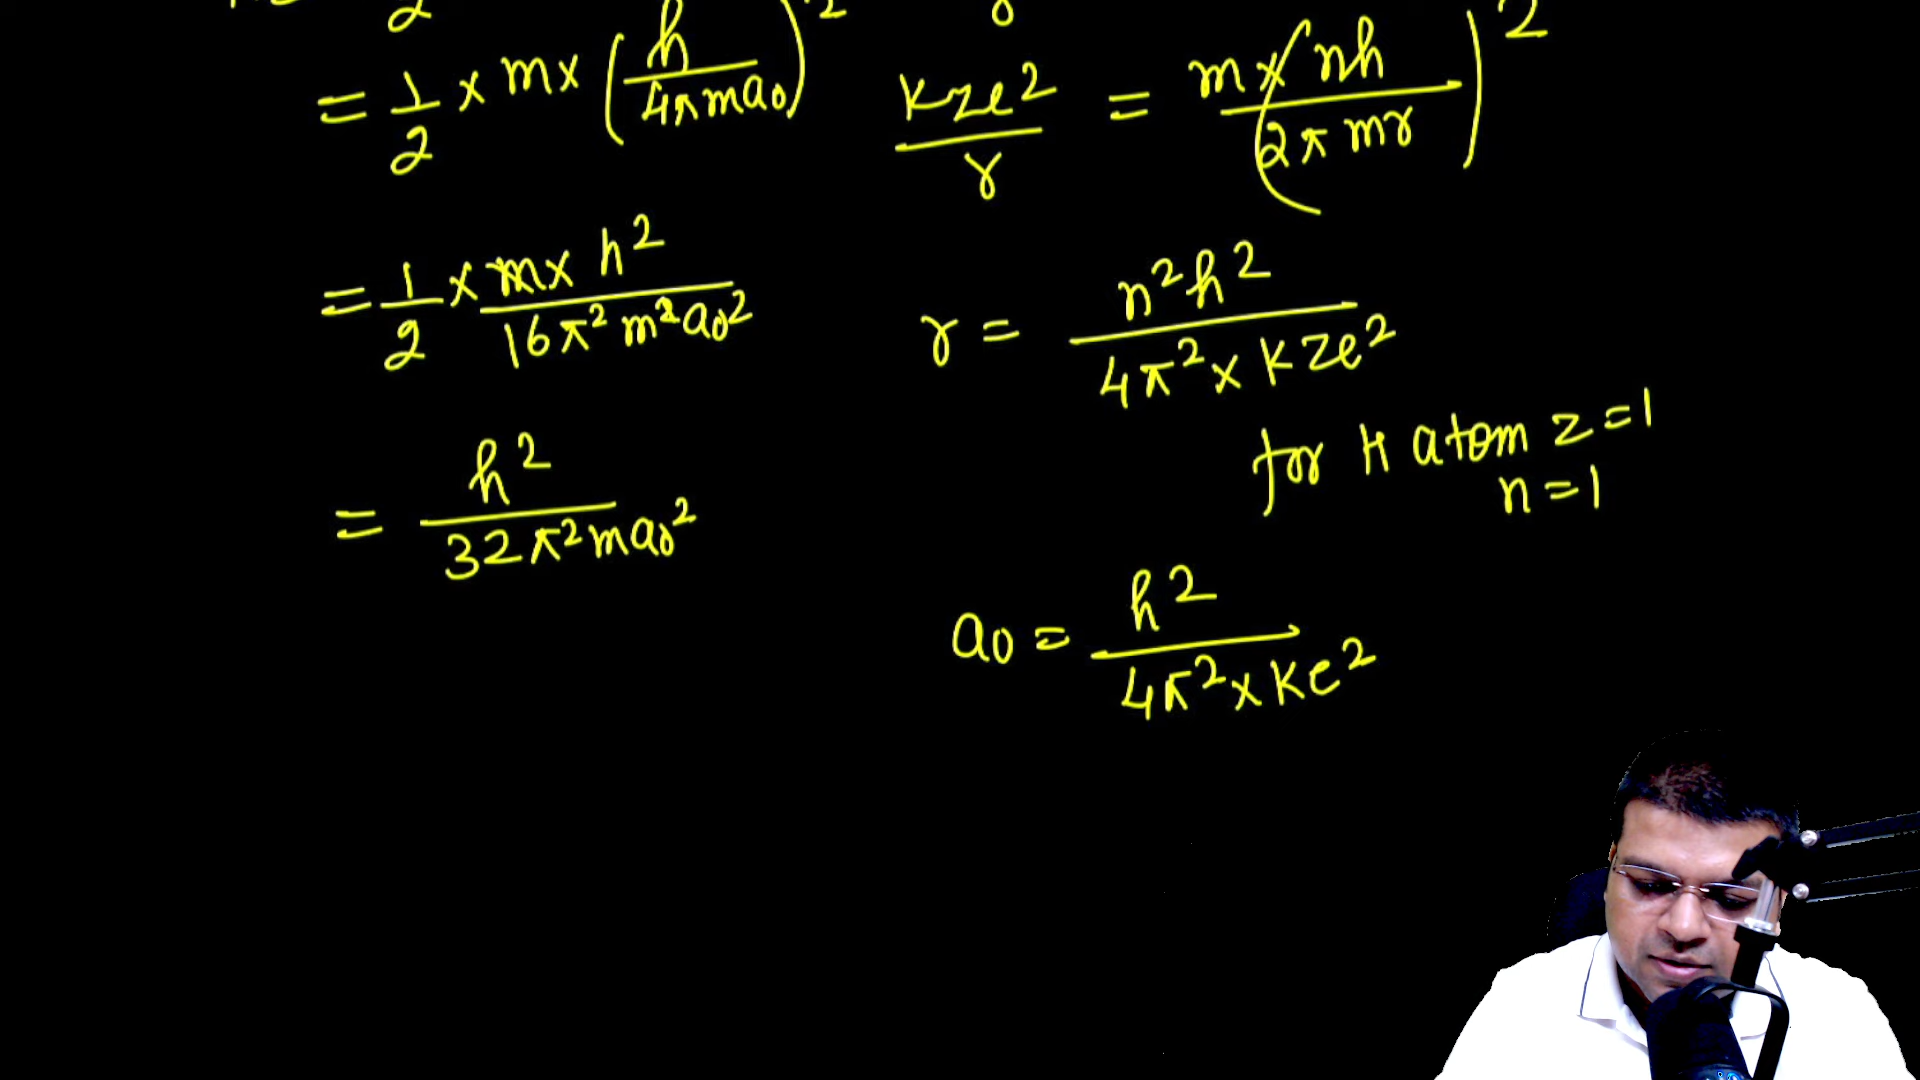 = 1/2 × m× (h/4πma₀)²
= 1/2 × m× h²/16π²m²a₀²
= h²/32π²ma₀²
kze²/r = m×(nh/2πmr)²
r = n²h²/4π²×kze²
for H atom z=1
n=1
a₀ = h²/4π²×ke²